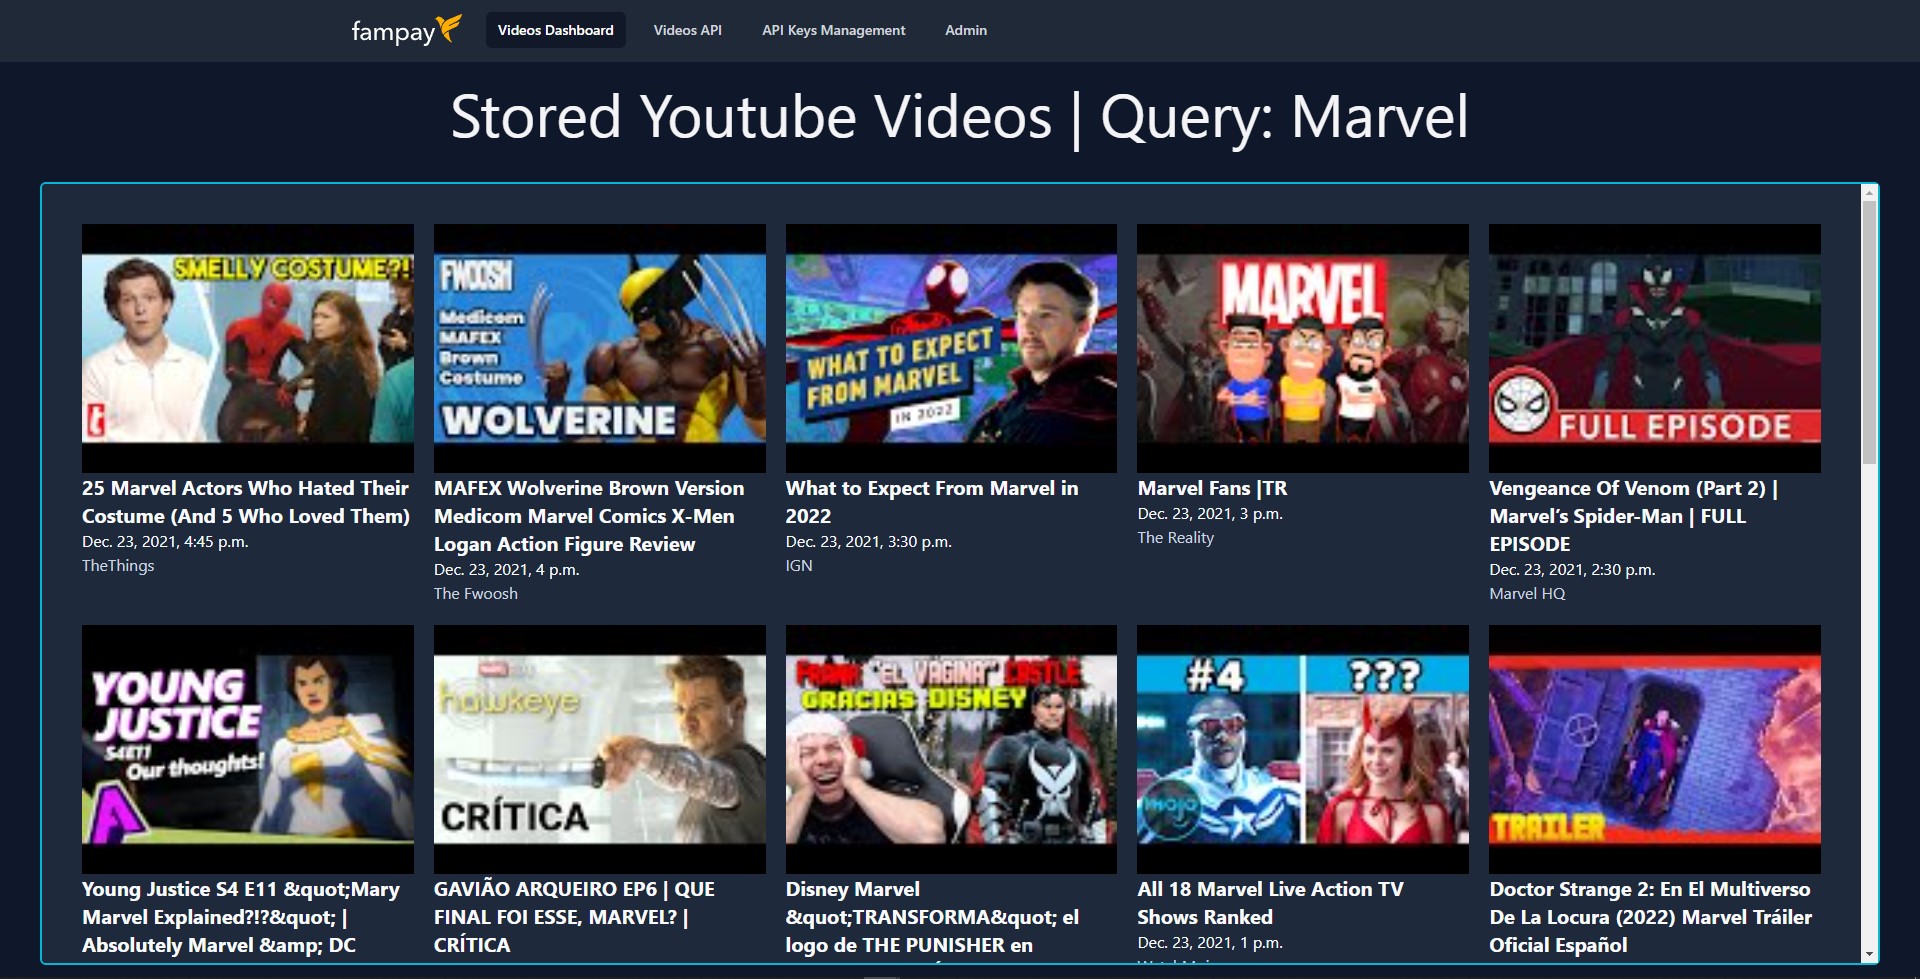 fampay
Videos Dashboard
Videos API
API Keys Management
Admin
Stored Youtube Videos | Query: Marvel
SMELLY COSTUME?!
t
FWOOSH
Medicom
MAFEX
Brown
Costume
WOLVERINE
WHAT TO EXPECT
FROM MARVEL
IN 2022
MARVEL
FULL EPISODE
25 Marvel Actors Who Hated Their
Costume (And 5 Who Loved Them)
Dec. 23, 2021, 4:45 p.m.
TheThings
MAFEX Wolverine Brown Version
Medicom Marvel Comics X-Men
Logan Action Figure Review
Dec. 23, 2021, 4 p.m.
The Fwoosh
What to Expect From Marvel in
2022
Dec. 23, 2021, 3:30 p.m.
IGN
Marvel Fans |TR
Dec. 23, 2021, 3 p.m.
The Reality
Vengeance Of Venom (Part 2) |
Marvel’s Spider-Man | FULL
EPISODE
Dec. 23, 2021, 2:30 p.m.
Marvel HQ
YOUNG
JUSTICE
S4E11
Our thoughts!
A
hawkeye
CRÍTICA
FRANK "EL VAGINA" CASTLE
GRACIAS DISNEY
#4
???
MOJO
TRAILER
Young Justice S4 E11 &quot;Mary
Marvel Explained?!?&quot; |
Absolutely Marvel &amp; DC
GAVIÃO ARQUEIRO EP6 | QUE
FINAL FOI ESSE, MARVEL? |
CRÍTICA
Disney Marvel
&quot;TRANSFORMA&quot; el
logo de THE PUNISHER en
All 18 Marvel Live Action TV
Shows Ranked
Dec. 23, 2021, 1 p.m.
Doctor Strange 2: En El Multiverso
De La Locura (2022) Marvel Tráiler
Oficial Español